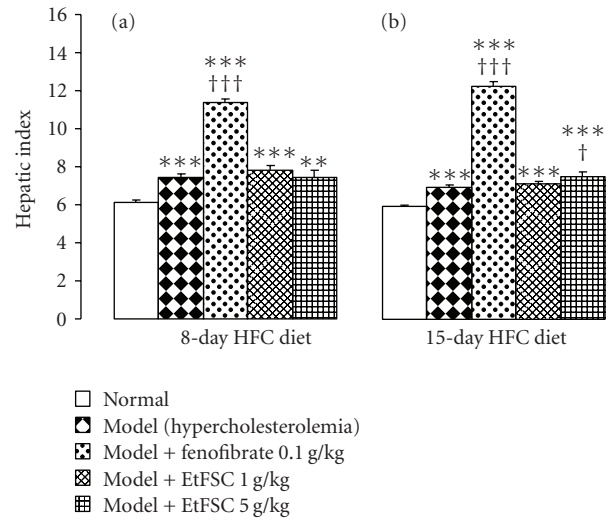 16
14
12
10
8
6
4
2
0
Hepatic index
(a)
***
***
†††
***
**
8-day HFC diet
(b)
***
***
†††
***
***
†
15-day HFC diet
Normal
Model (hypercholesterolemia)
Model + fenofibrate 0.1 g/kg
Model + EtFSC 1 g/kg
Model + EtFSC 5 g/kg